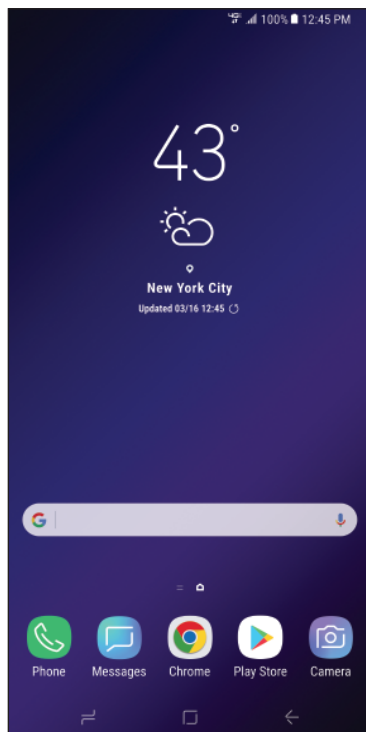 4G 100% 12:45 PM
43°
New York City
Updated 03/16 12:45
G
Phone Messages Chrome Play Store Camera